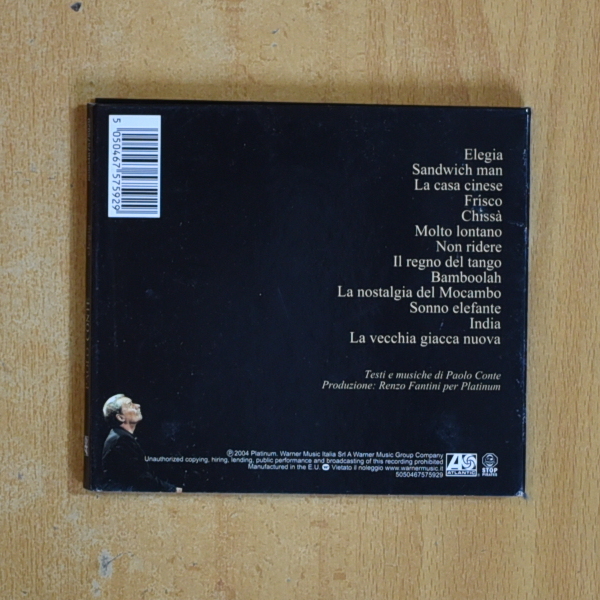 5 050467 575929
Elegia
Sandwich man
La casa cinese
Frisco
Chissà
Molto lontano
Non ridere
Il regno del tango
Bamboolah
La nostalgia del Mocambo
Sonno elefante
India
La vecchia giacca nuova
Testi e musiche di Paolo Conte
Produzione: Renzo Fantini per Platinum
℗ 2004 Platinum. Warner Music Italia Srl A Warner Music Group Company
Unauthorized copying, hiring, lending, public performance and broadcasting of this recording prohibited
Manufactured in the E.U. Vietato il noleggio www.warnermusic.it
5050467575929
ATLANTIC
STOP